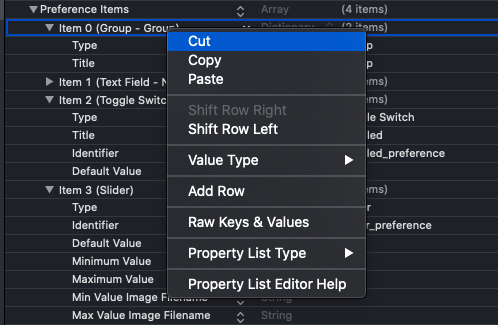 Preference Items Array (4 items)
Item 0 (Group - Group) Dictionary (2 items)
Type
Title
Item 1 (Text Field - N
Item 2 (Toggle Switc
Type le Switch
Title led
Identifier led_preference
Default Value
Item 3 (Slider)
Type
Identifier r_preference
Default Value
Minimum Value
Maximum Value
Min Value Image Filename String
Max Value Image Filename String
Cut
Copy
Paste
Shift Row Right
Shift Row Left
Value Type
Add Row
Raw Keys & Values
Property List Type
Property List Editor Help